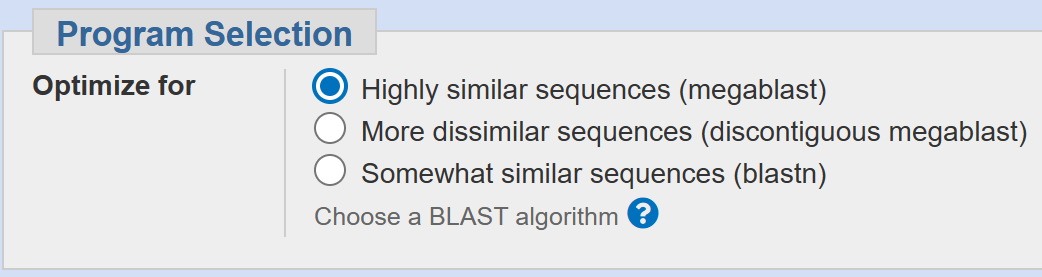 Program Selection
Optimize for
Highly similar sequences (megablast)
More dissimilar sequences (discontiguous megablast)
Somewhat similar sequences (blastn)
Choose a BLAST algorithm ?